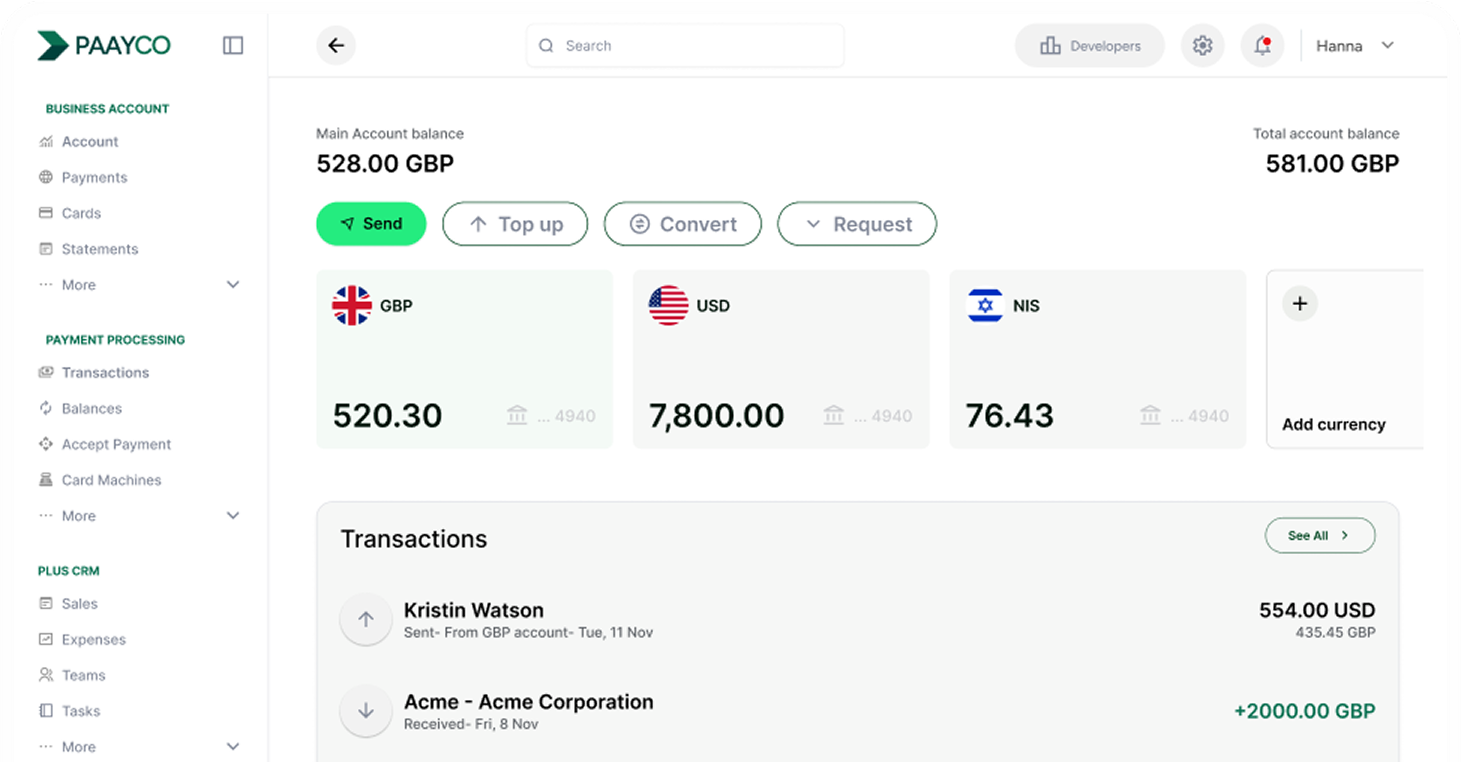 PAAYCO
Search
Developers
Hanna
BUSINESS ACCOUNT
Account
Payments
Cards
Statements
More
PAYMENT PROCESSING
Transactions
Balances
Accept Payment
Card Machines
More
PLUS CRM
Sales
Expenses
Teams
Tasks
More
Main Account balance
528.00 GBP
Total account balance
581.00 GBP
Send
Top up
Convert
Request
GBP
520.30
... 4940
USD
7,800.00
... 4940
NIS
76.43
... 4940
Add currency
Transactions
See All
Kristin Watson
Sent- From GBP account- Tue, 11 Nov
554.00 USD
435.45 GBP
Acme - Acme Corporation
Received- Fri, 8 Nov
+2000.00 GBP